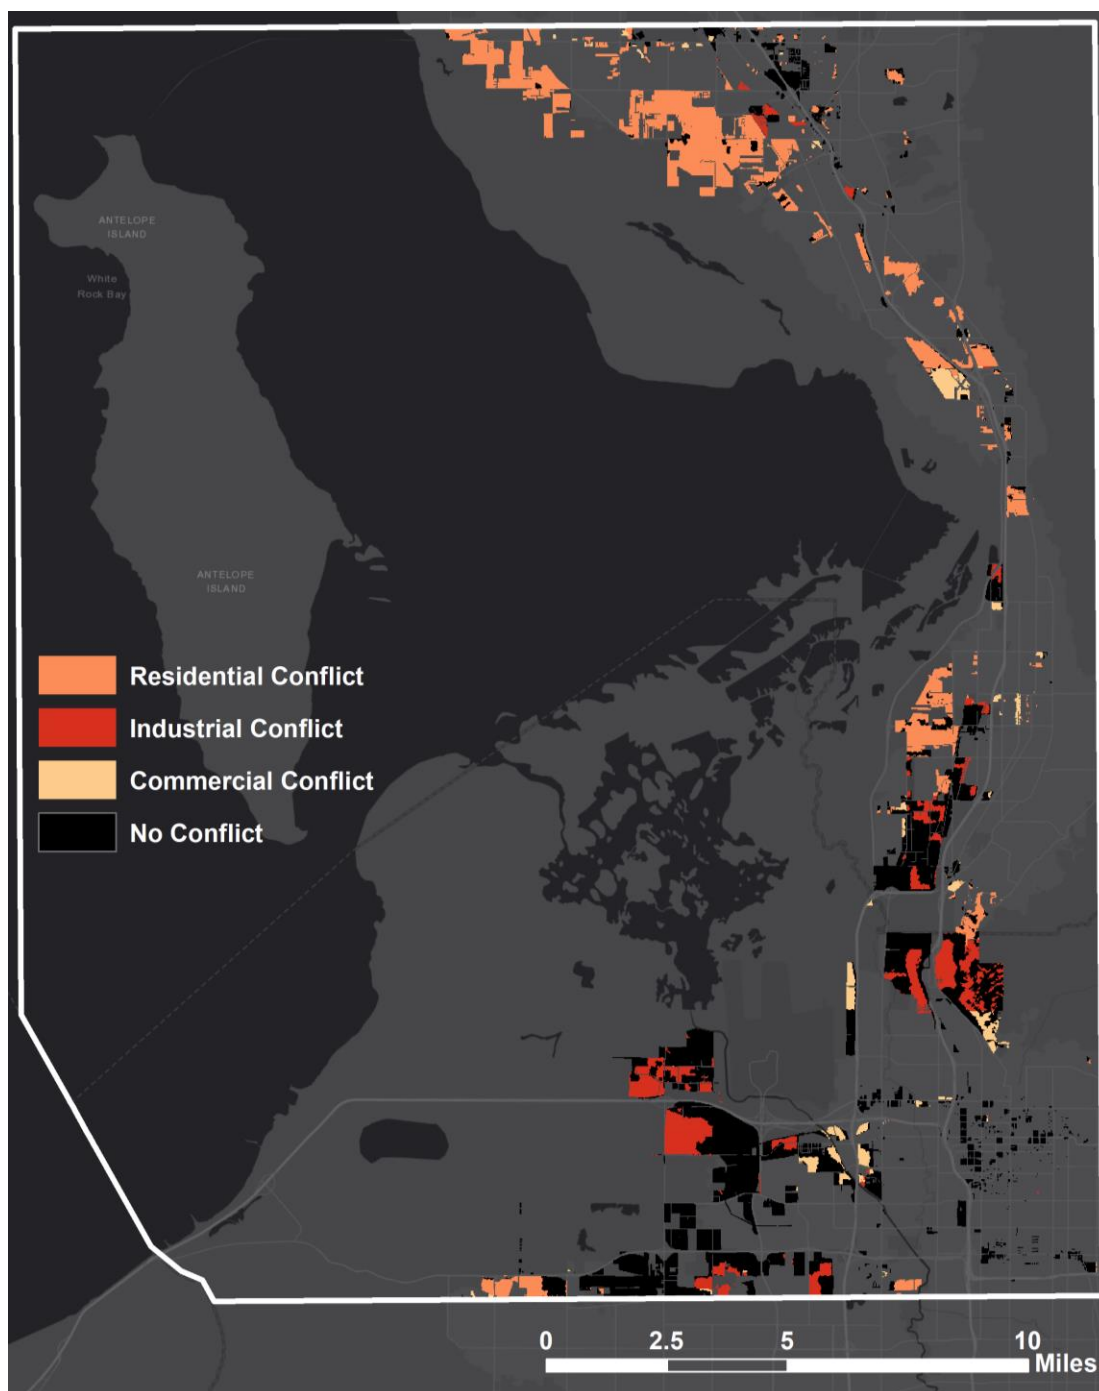 ANTELOPE
ISLAND
White
Rock Bay
ANTELOPE
ISLAND
Residential Conflict
Industrial Conflict
Commercial Conflict
No Conflict
0 2.5 5 10
Miles